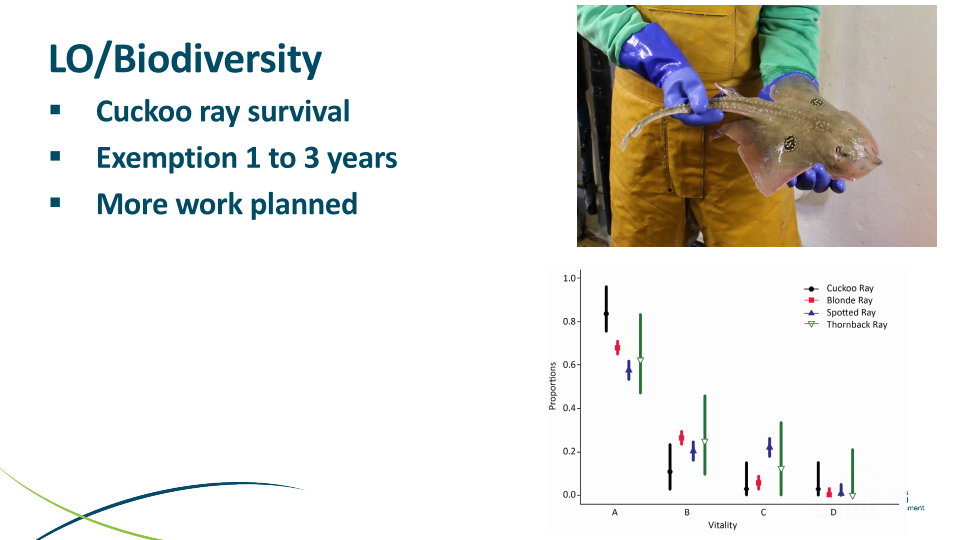 LO/Biodiversity
▪ Cuckoo ray survival
▪ Exemption 1 to 3 years
▪ More work planned
1.0
0.8
0.6
0.4
0.2
0.0
Proportions
Cuckoo Ray
Blonde Ray
Spotted Ray
Thornback Ray
A B C D
Vitality